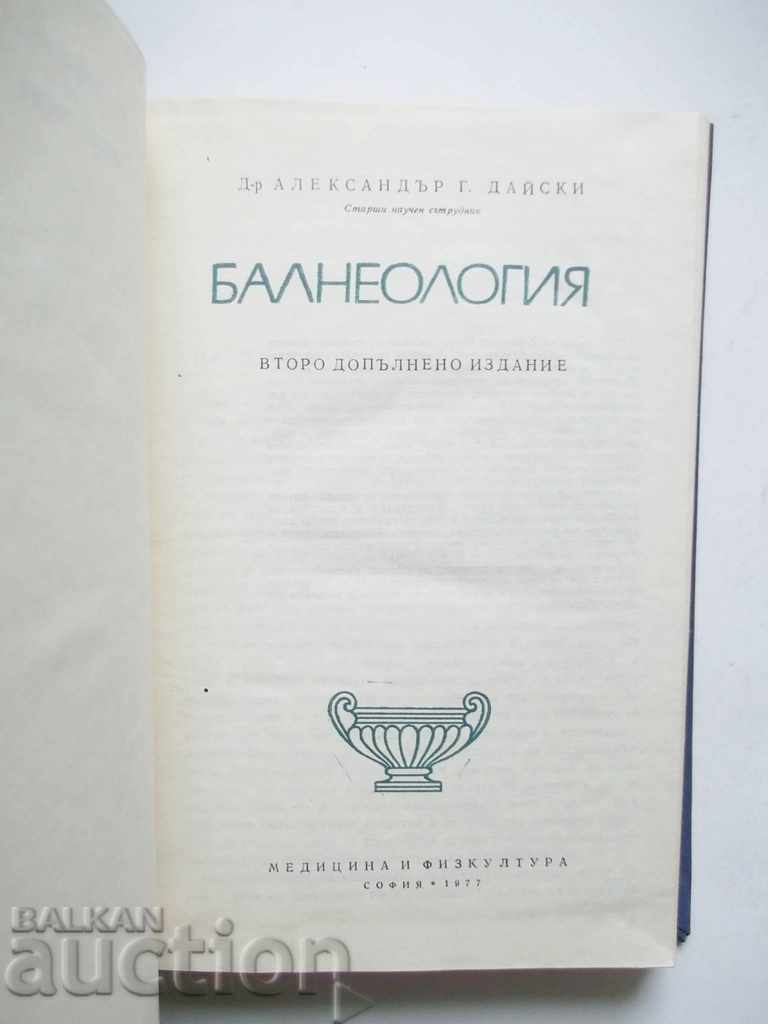 Д-р АЛЕКСАНДЪР Г. ДАЙСКИ
Старши научен сътрудник
БАЛНЕОЛОГИЯ
ВТОРО ДОПЪЛНЕНО ИЗДАНИЕ
МЕДИЦИНА И ФИЗКУЛТУРА
СОФИЯ • 1977
BALKAN
auction